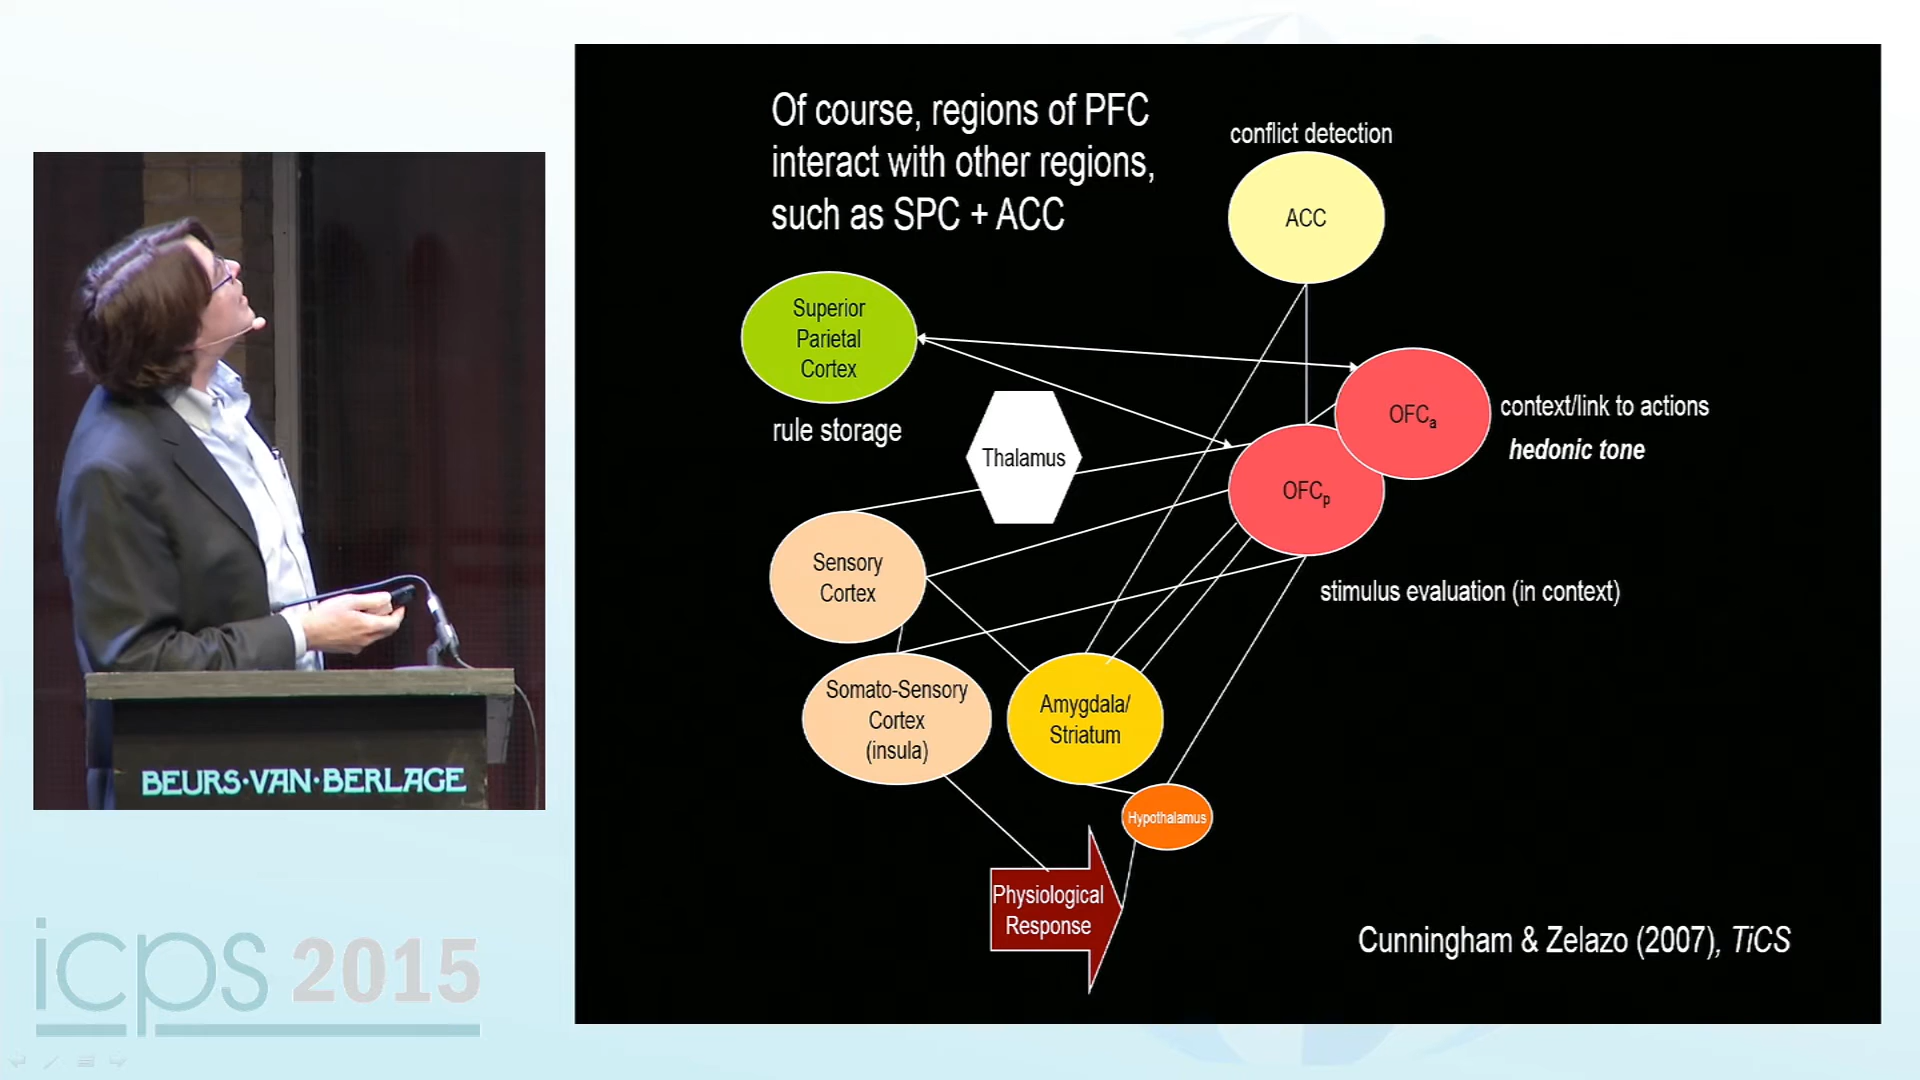 Of course, regions of PFC
interact with other regions,
such as SPC + ACC
conflict detection
ACC
Superior
Parietal
Cortex
rule storage
Thalamus
OFCa
context/link to actions
hedonic tone
OFCp
Sensory
Cortex
stimulus evaluation (in context)
Somato-Sensory
Cortex
(insula)
Amygdala/
Striatum
Hypothalamus
Physiological
Response
Cunningham & Zelazo (2007), TiCS
BEURS·VAN·BERLAGE
icps 2015